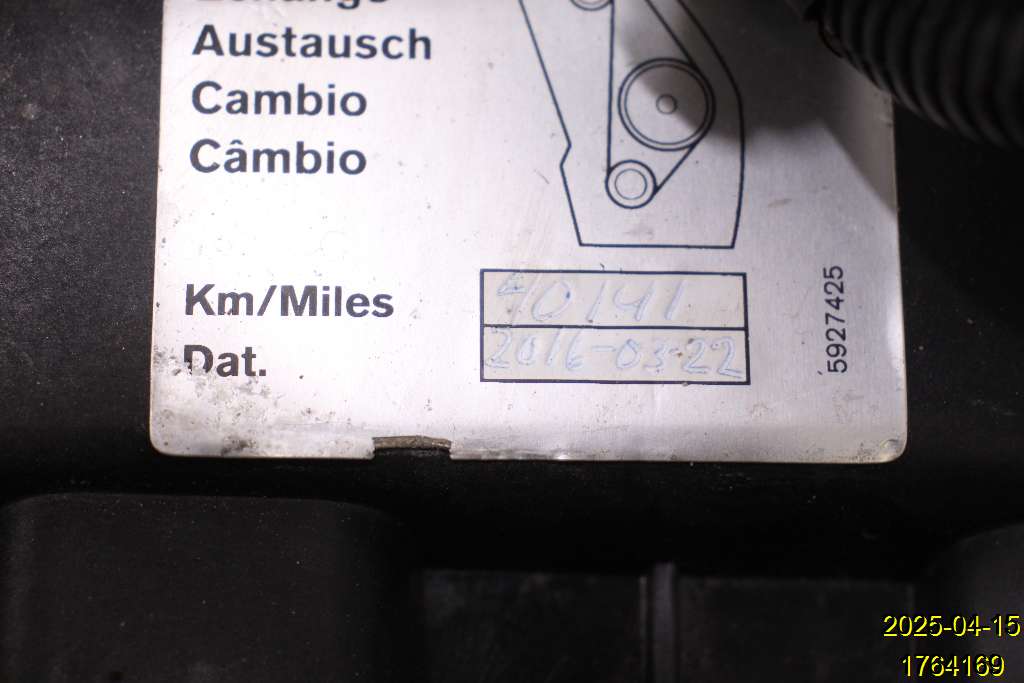 Austausch
Cambio
Câmbio
Km/Miles 40141
Dat. 2016-03-22
5927425
2025-04-15
1764169